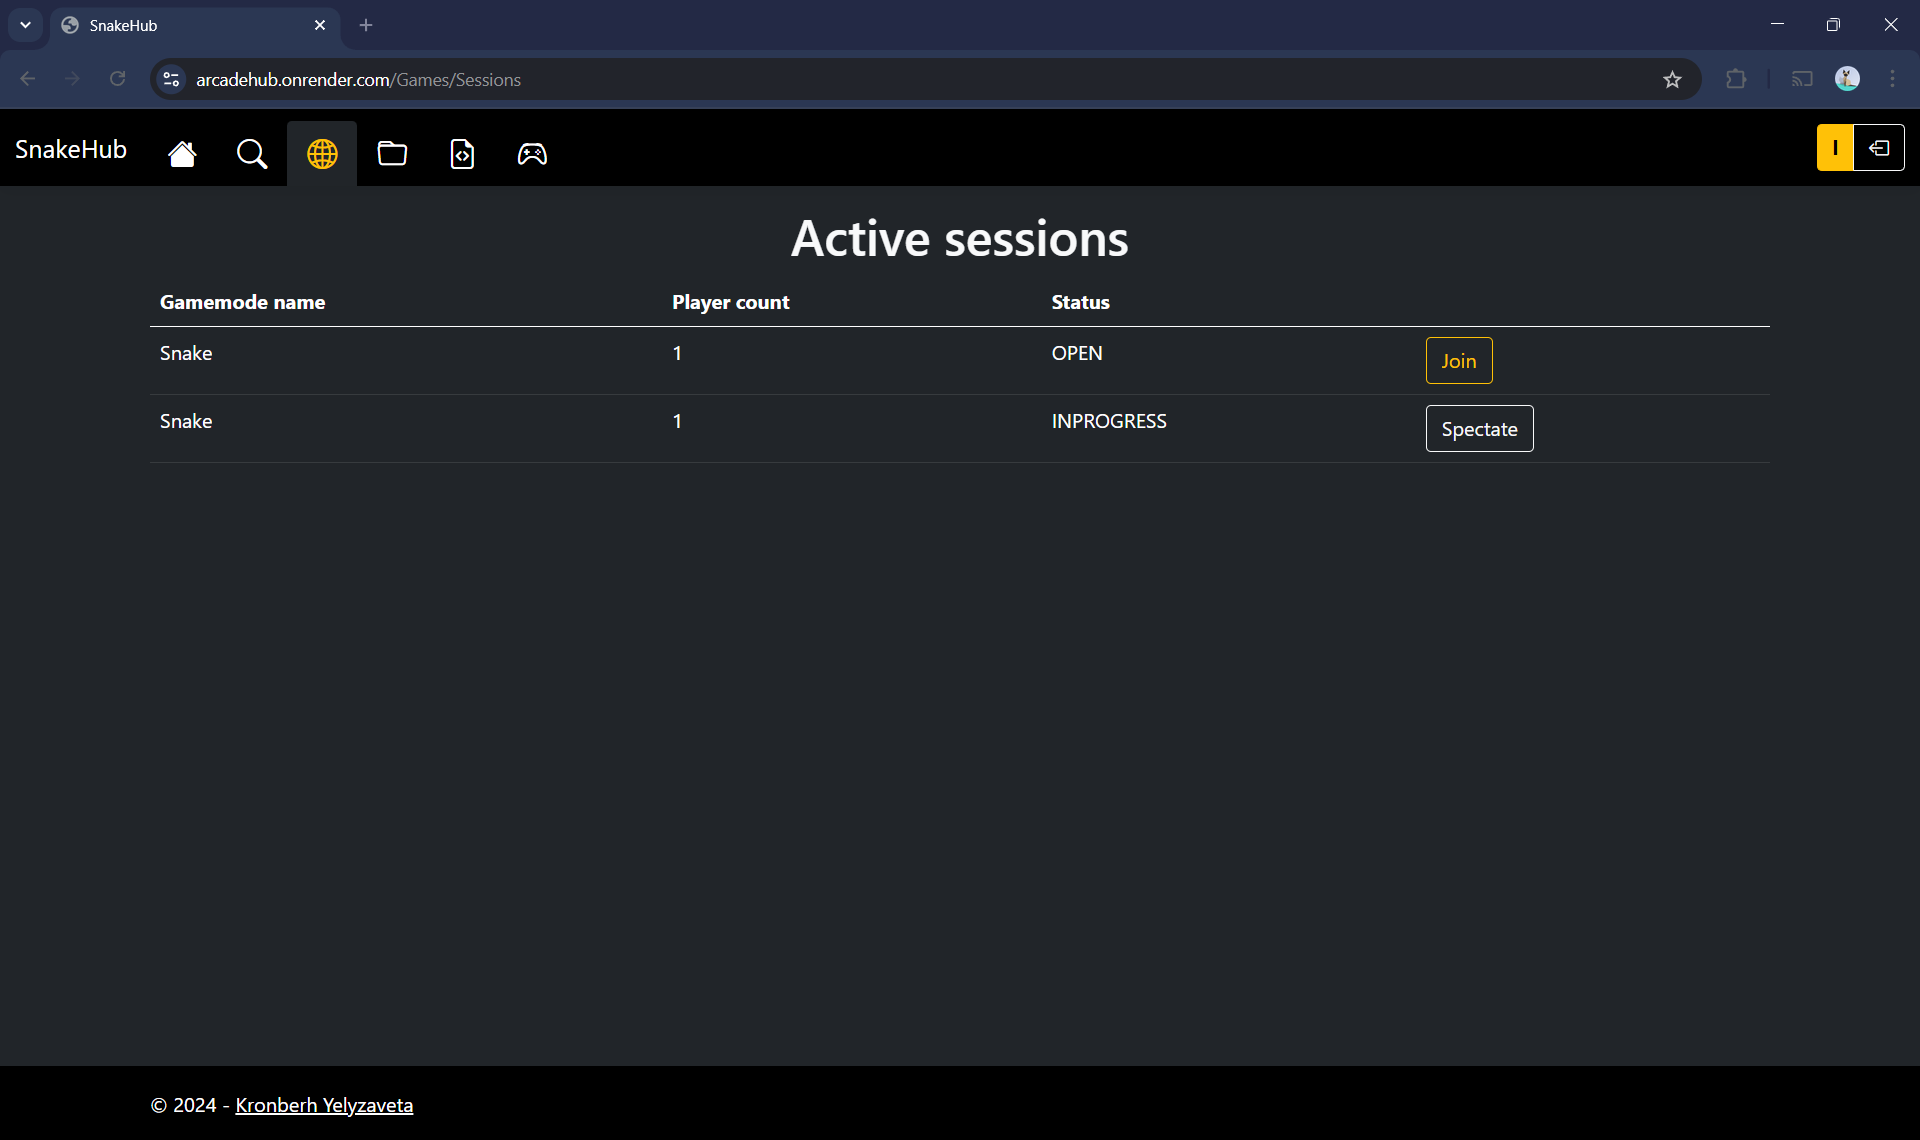 SnakeHub
arcadehub.onrender.com/Games/Sessions
SnakeHub
I
Active sessions
Gamemode name Player count Status
Snake 1 OPEN Join
Snake 1 INPROGRESS Spectate
© 2024 - Kronberh Yelyzaveta